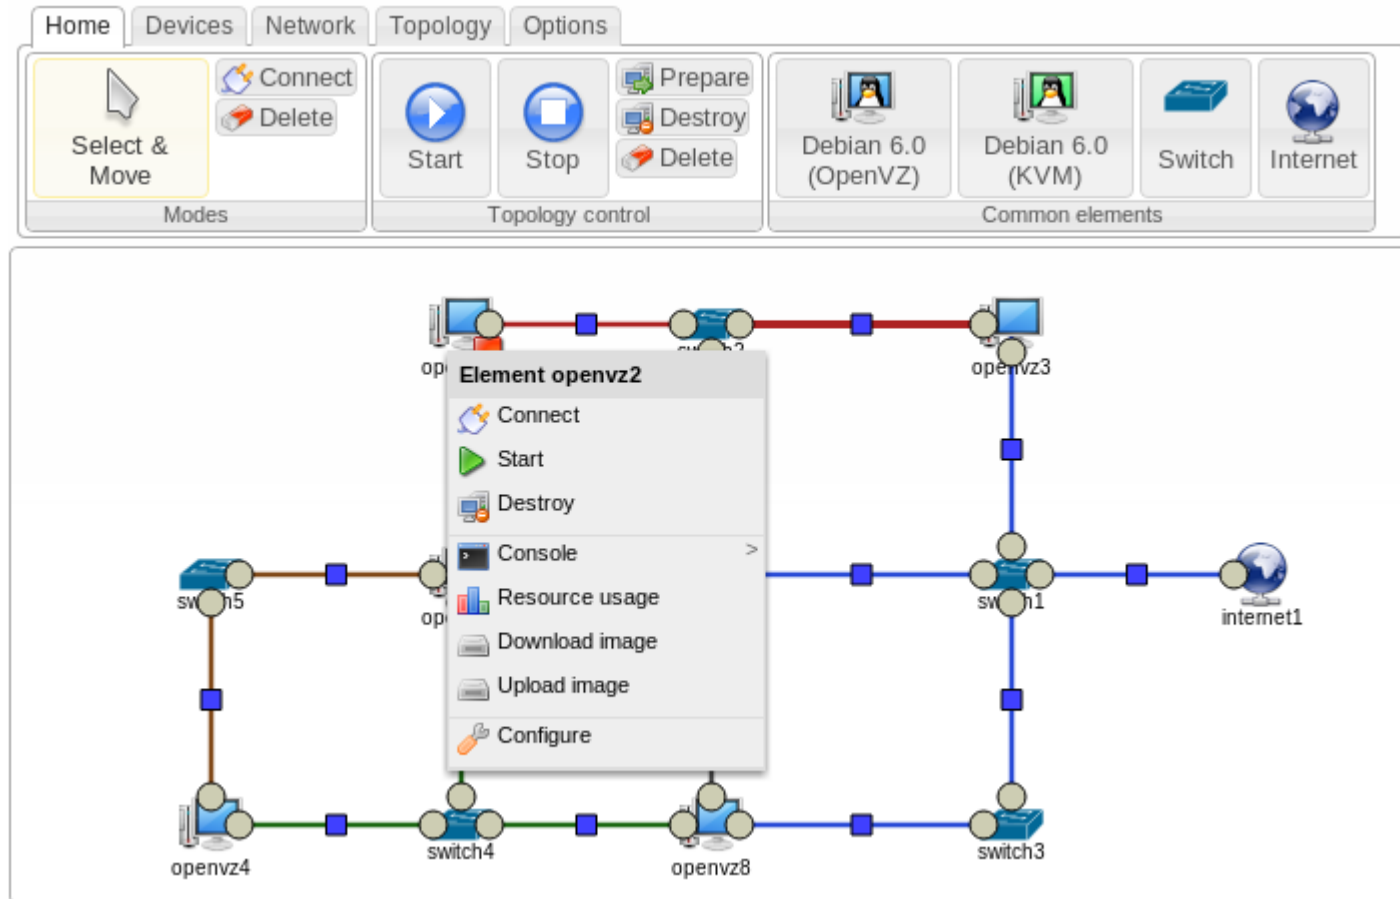 Home Devices Network Topology Options
Select &
Move
Connect
Delete
Modes
Start
Stop
Prepare
Destroy
Delete
Topology control
Debian 6.0
(OpenVZ)
Debian 6.0
(KVM)
Switch
Internet
Common elements
openvz3
Element openvz2
Connect
Start
Destroy
Console >
Resource usage
Download image
Upload image
Configure
switch5
switch1
internet1
openvz4
switch4
openvz8
switch3